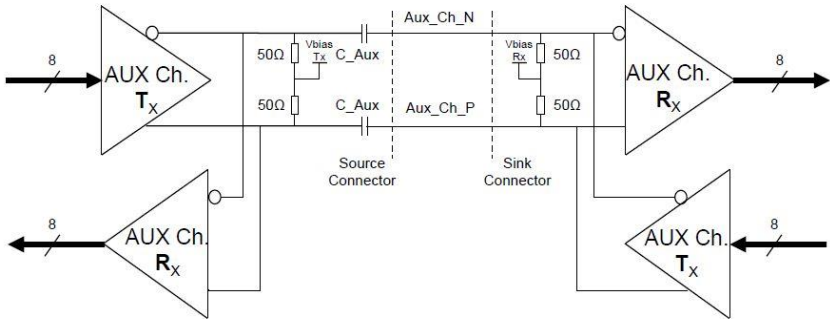 Aux_Ch_N
8
AUX Ch.
Tx
50Ω
Vbias
Tx
C_Aux
Vbias
Rx
50Ω
AUX Ch.
Rx
8
50Ω
C_Aux
Aux_Ch_P
50Ω
Source
Connector
Sink
Connector
8
AUX Ch.
Rx
AUX Ch.
Tx
8